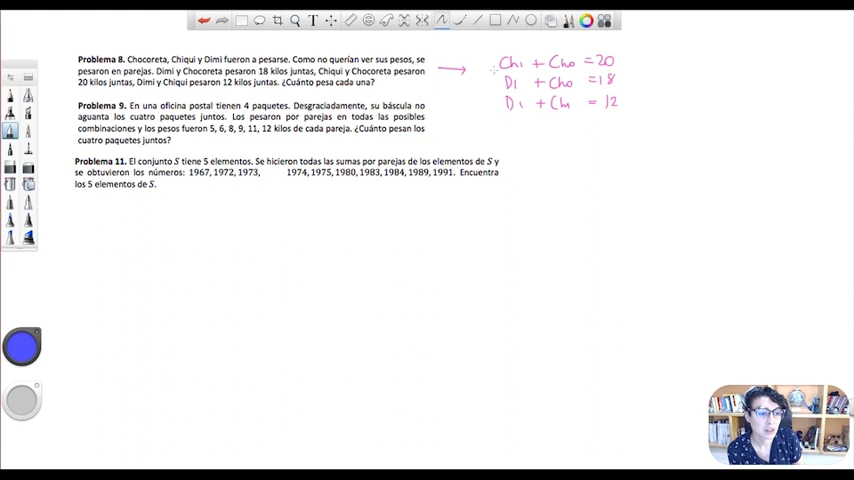 Problema 8. Chocoreta, Chiqui y Dimi fueron a pesarse. Como no querían ver sus pesos, se
pesaron en parejas. Dimi y Chocoreta pesaron 18 kilos juntas, Chiqui y Chocoreta pesaron
20 kilos juntas, Dimi y Chiqui pesaron 12 kilos juntas. ¿Cuánto pesa cada una?
Chi + Cho = 20
Di + Cho = 18
Di + Chi = 12
Problema 9. En una oficina postal tienen 4 paquetes. Desgraciadamente, su báscula no
aguanta los cuatro paquetes juntos. Los pesaron por parejas en todas las posibles
combinaciones y los pesos fueron 5, 6, 8, 9, 11, 12 kilos de cada pareja. ¿Cuánto pesan los
cuatro paquetes juntos?
Problema 11. El conjunto S tiene 5 elementos. Se hicieron todas las sumas por parejas de los elementos de S y
se obtuvieron los números: 1967, 1972, 1973, 1974, 1975, 1980, 1983, 1984, 1989, 1991. Encuentra
los 5 elementos de S.